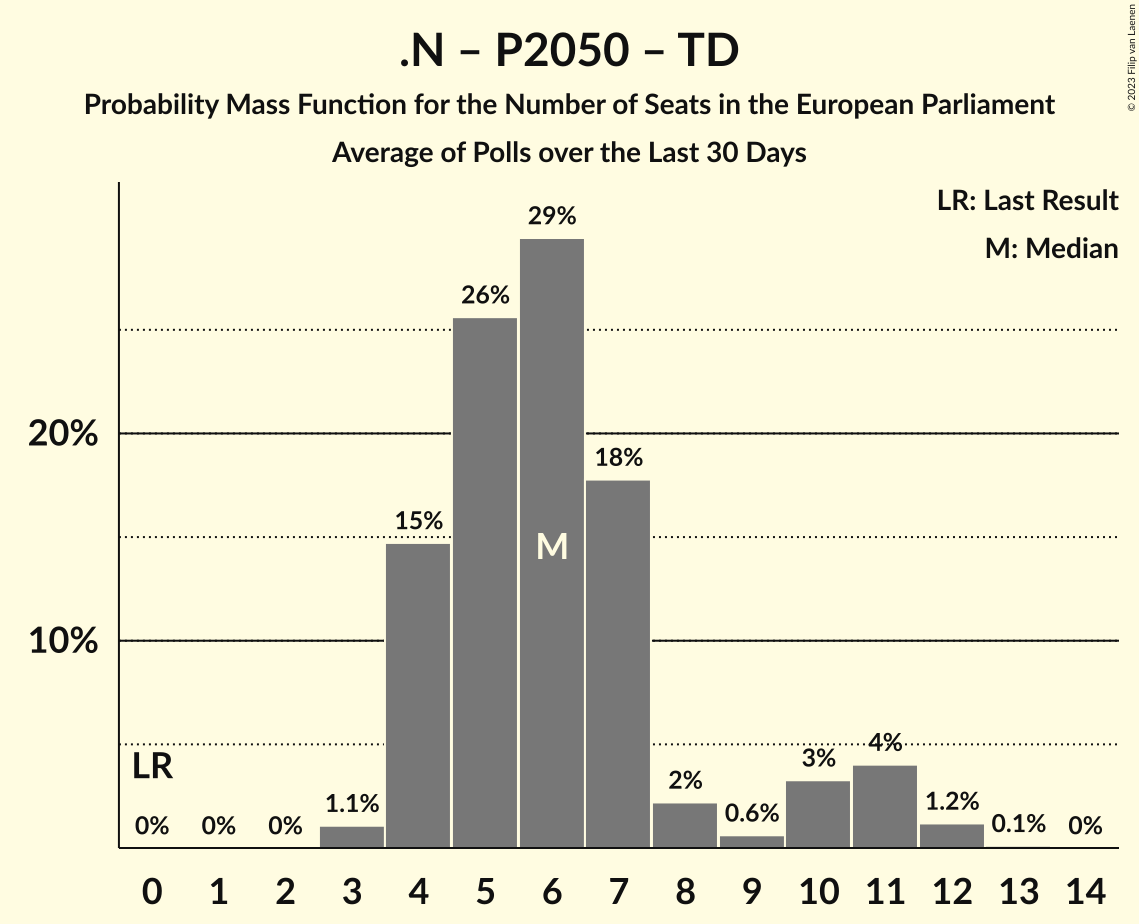 .N – P2050 – TD
Probability Mass Function for the Number of Seats in the European Parliament
Average of Polls over the Last 30 Days
© 2023 Filip van Laenen
LR: Last Result
M: Median
29%
26%
20%
18%
15%
M
10%
LR
4%
3%
2%
1.1%
1.2%
0.6%
0% 0% 0% 0.1% 0%
0 1 2 3 4 5 6 7 8 9 10 11 12 13 14